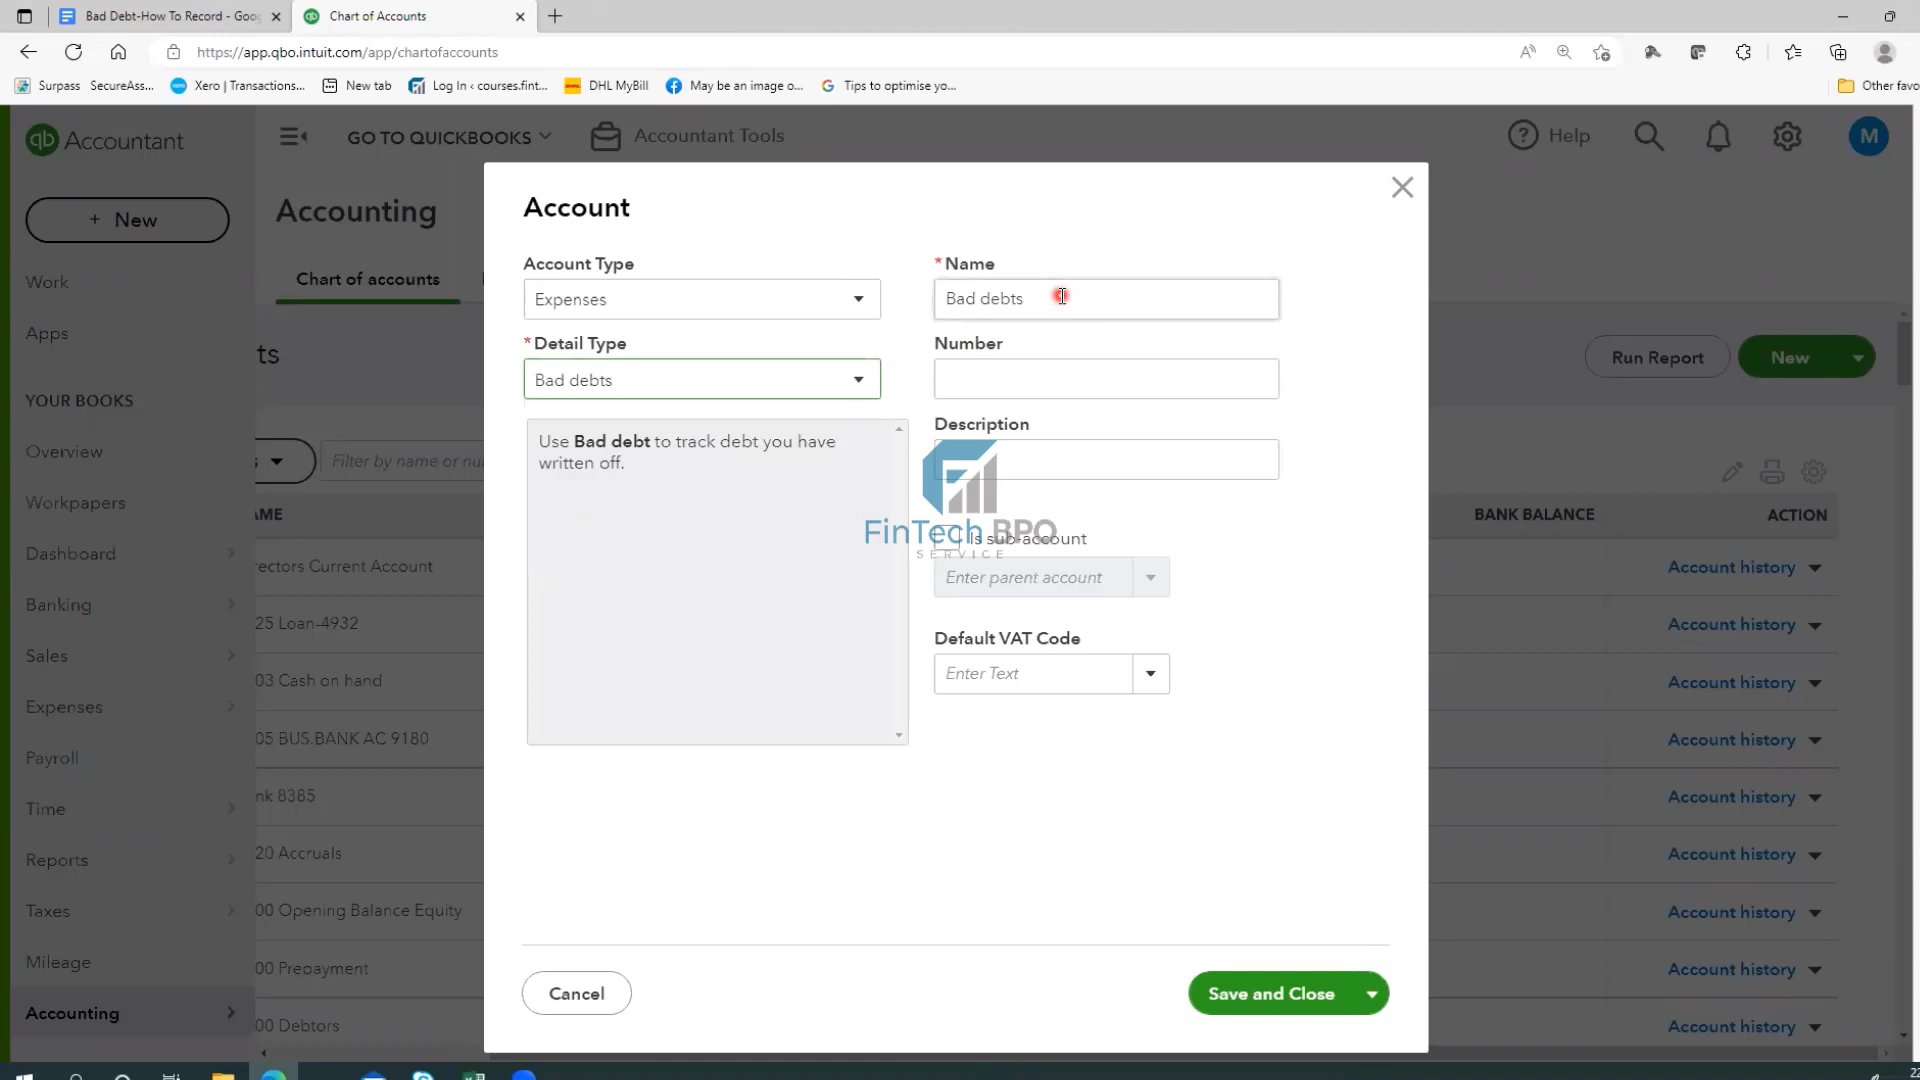 Bad Debt-How To Record - Goog
Chart of Accounts
https://app.qbo.intuit.com/app/chartofaccounts
Surpass
SecureAss...
Xero | Transactions...
New tab
Log In ‹ courses.fint...
DHL MyBill
May be an image o...
Tips to optimise yo...
Other favo
qb Accountant
GO TO QUICKBOOKS
Accountant Tools
Help
M
+ New
Accounting
Chart of accounts
Work
Apps
YOUR BOOKS
Overview
Workpapers
Dashboard
Banking
Sales
Expenses
Payroll
Time
Reports
Taxes
Mileage
Accounting
ts
Run Report
New
s
Filter by name or nu
AME
BANK BALANCE
ACTION
rectors Current Account
Account history
25 Loan-4932
Account history
03 Cash on hand
Account history
05 BUS.BANK AC 9180
Account history
nk 8385
Account history
20 Accruals
Account history
00 Opening Balance Equity
Account history
00 Prepayment
Account history
00 Debtors
Account history
Account
Account Type
Expenses
* Detail Type
Bad debts
Use Bad debt to track debt you have
written off.
* Name
Bad debts
Number
Description
FinTech BPO
SERVICE
Is sub-account
Enter parent account
Default VAT Code
Enter Text
Cancel
Save and Close
22